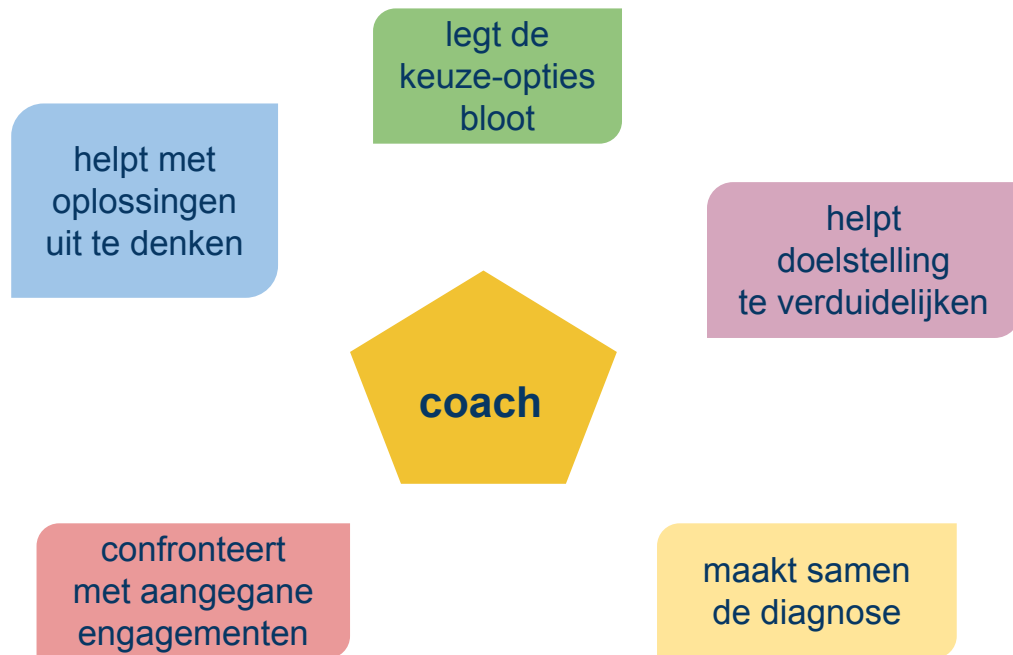 legt de
keuze-opties
bloot
helpt met
oplossingen
uit te denken
helpt
doelstelling
te verduidelijken
coach
confronteert
met aangegane
engagementen
maakt samen
de diagnose